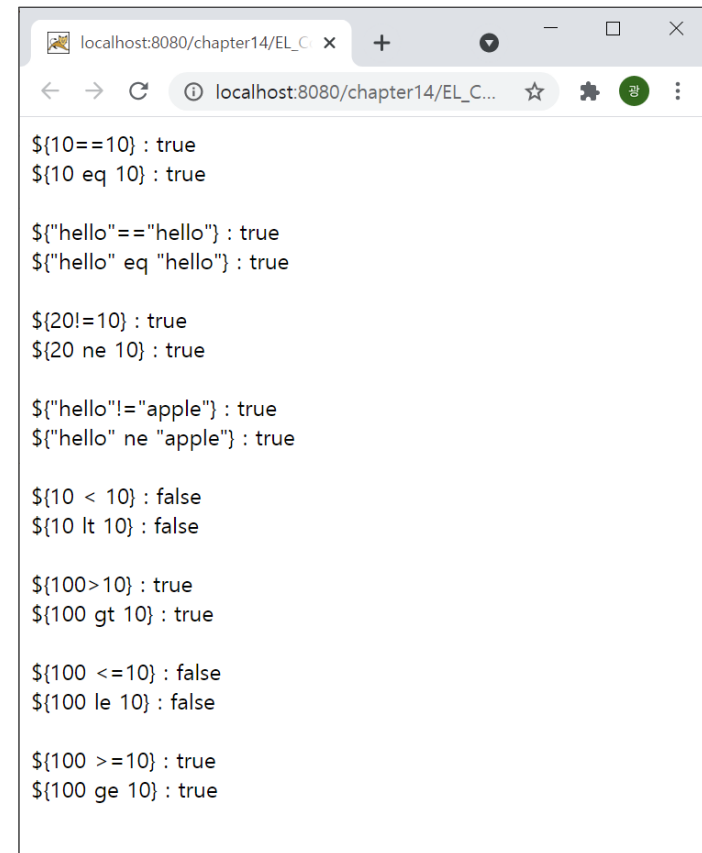 localhost:8080/chapter14/EL_C
localhost:8080/chapter14/EL_C...
광
${10==10} : true
${10 eq 10} : true
${"hello"=="hello"} : true
${"hello" eq "hello"} : true
${20!=10} : true
${20 ne 10} : true
${"hello"!="apple"} : true
${"hello" ne "apple"} : true
${10 < 10} : false
${10 lt 10} : false
${100>10} : true
${100 gt 10} : true
${100 <=10} : false
${100 le 10} : false
${100 >=10} : true
${100 ge 10} : true